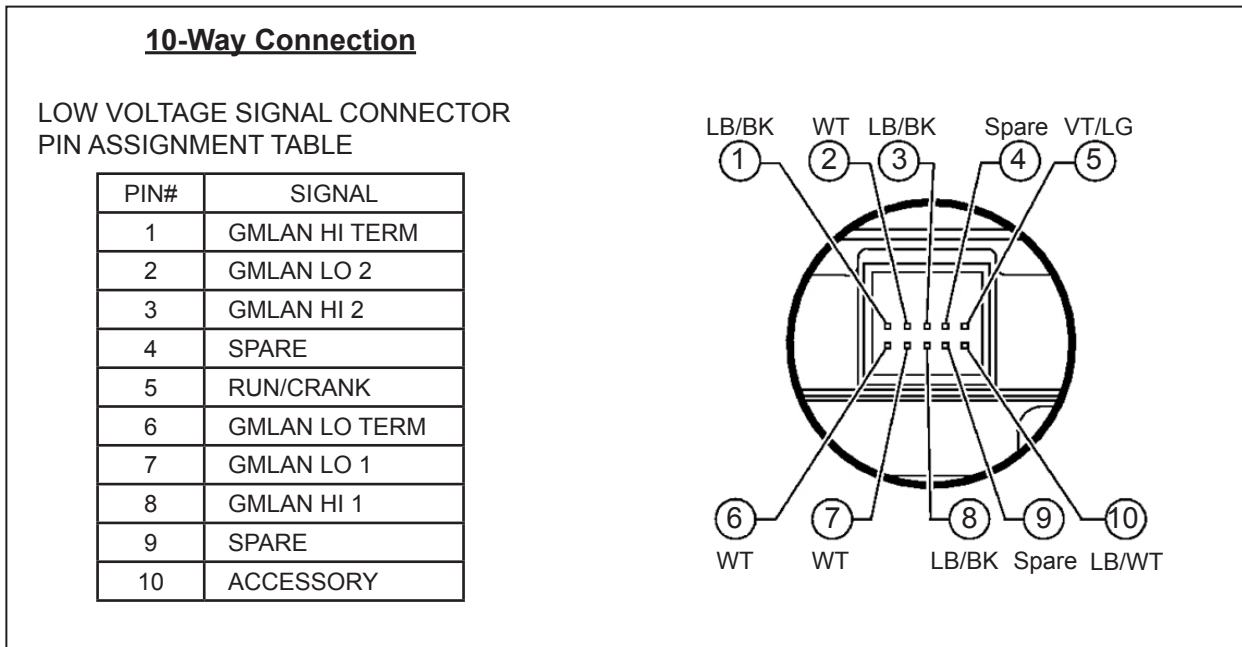 10-Way Connection
LOW VOLTAGE SIGNAL CONNECTOR
PIN ASSIGNMENT TABLE
PIN# SIGNAL
1 GMLAN HI TERM
2 GMLAN LO 2
3 GMLAN HI 2
4 SPARE
5 RUN/CRANK
6 GMLAN LO TERM
7 GMLAN LO 1
8 GMLAN HI 1
9 SPARE
10 ACCESSORY
LB/BK WT LB/BK Spare VT/LG
1 2 3 4 5
6 7 8 9 10
WT WT LB/BK Spare LB/WT